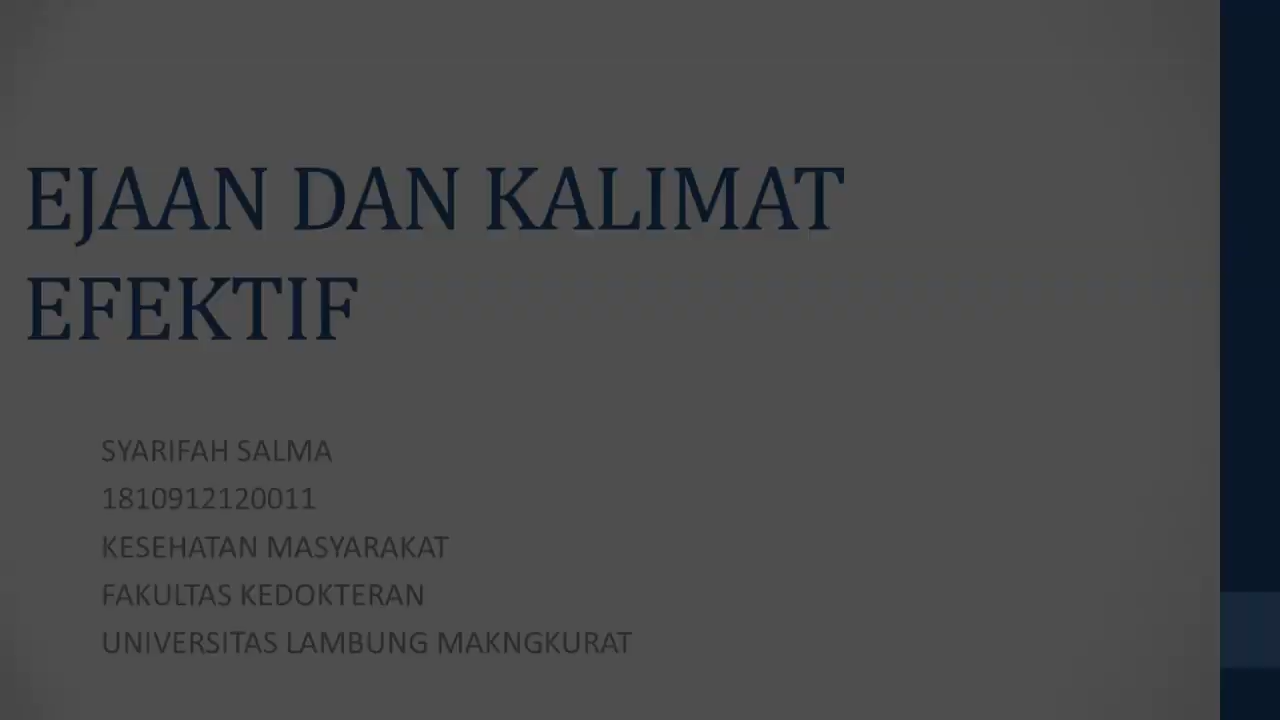 EJAAN DAN KALIMAT
EFEKTIF
SYARIFAH SALMA
1810912120011
KESEHATAN MASYARAKAT
FAKULTAS KEDOKTERAN
UNIVERSITAS LAMBUNG MAKNGKURAT